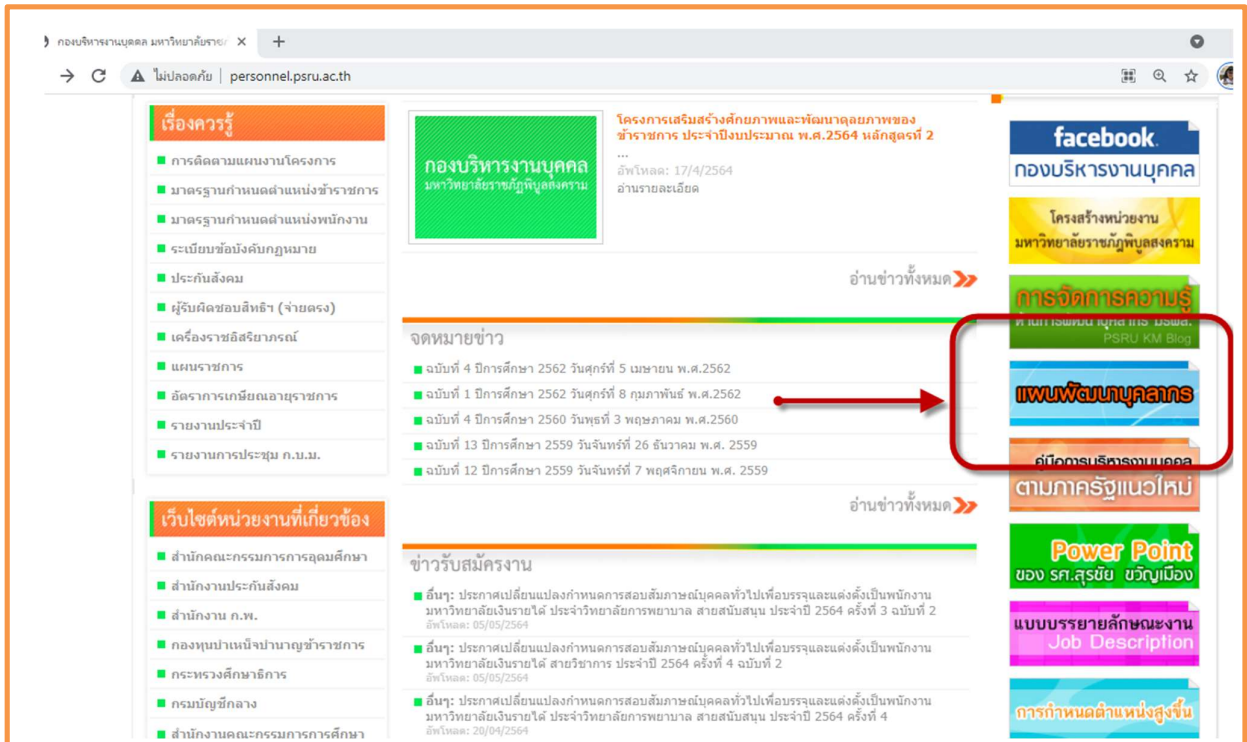 กองบริหารงานบุคคล มหาวิทยาลัยราช
ไม่ปลอดภัย | personnel.psru.ac.th
เรื่องควรรู้
การติดตามแผนงานโครงการ
มาตรฐานกำหนดตำแหน่งข้าราชการ
มาตรฐานกำหนดตำแหน่งพนักงาน
ระเบียบข้อบังคับกฎหมาย
ประกันสังคม
ผู้รับผิดชอบสิทธิฯ (จ่ายตรง)
เครื่องราชอิสริยาภรณ์
แผนราชการ
อัตราการเกษียณอายุราชการ
รายงานประจำปี
รายงานการประชุม ก.บ.ม.
เว็บไซต์หน่วยงานที่เกี่ยวข้อง
สำนักคณะกรรมการการอุดมศึกษา
สำนักงานประกันสังคม
สำนักงาน ก.พ.
กองทุนบำเหน็จบำนาญข้าราชการ
กระทรวงศึกษาธิการ
กรมบัญชีกลาง
สำนักงานคณะกรรมการการศึกษา
กองบริหารงานบุคคล
มหาวิทยาลัยราชภัฏพิบูลสงคราม
โครงการเสริมสร้างศักยภาพและพัฒนาดุลยภาพของ
ข้าราชการ ประจำปีงบประมาณ พ.ศ.2564 หลักสูตรที่ 2
...
อัพโหลด: 17/4/2564
อ่านรายละเอียด
อ่านข่าวทั้งหมด
จดหมายข่าว
ฉบับที่ 4 ปีการศึกษา 2562 วันศุกร์ที่ 5 เมษายน พ.ศ.2562
ฉบับที่ 1 ปีการศึกษา 2562 วันศุกร์ที่ 8 กุมภาพันธ์ พ.ศ.2562
ฉบับที่ 4 ปีการศึกษา 2560 วันพุธที่ 3 พฤษภาคม พ.ศ.2560
ฉบับที่ 13 ปีการศึกษา 2559 วันจันทร์ที่ 26 ธันวาคม พ.ศ. 2559
ฉบับที่ 12 ปีการศึกษา 2559 วันจันทร์ที่ 7 พฤศจิกายน พ.ศ. 2559
อ่านข่าวทั้งหมด
ข่าวรับสมัครงาน
อื่นๆ: ประกาศเปลี่ยนแปลงกำหนดการสอบสัมภาษณ์บุคคลทั่วไปเพื่อบรรจุและแต่งตั้งเป็นพนักงาน
มหาวิทยาลัยเงินรายได้ ประจำวิทยาลัยการพยาบาล สายสนับสนุน ประจำปี 2564 ครั้งที่ 3 ฉบับที่ 2
อัพโหลด: 05/05/2564
อื่นๆ: ประกาศเปลี่ยนแปลงกำหนดการสอบสัมภาษณ์บุคคลทั่วไปเพื่อบรรจุและแต่งตั้งเป็นพนักงาน
มหาวิทยาลัยเงินรายได้ สายวิชาการ ประจำปี 2564 ครั้งที่ 4 ฉบับที่ 2
อัพโหลด: 05/05/2564
อื่นๆ: ประกาศเปลี่ยนแปลงกำหนดการสอบสัมภาษณ์บุคคลทั่วไปเพื่อบรรจุและแต่งตั้งเป็นพนักงาน
มหาวิทยาลัยเงินรายได้ ประจำวิทยาลัยการพยาบาล สายสนับสนุน ประจำปี 2564 ครั้งที่ 4
อัพโหลด: 20/04/2564
facebook
กองบริหารงานบุคคล
โครงสร้างหน่วยงาน
มหาวิทยาลัยราชภัฏพิบูลสงคราม
การจัดการความรู้
ด้านการพัฒนาบุคลากร มรพส.
PSRU KM Blog
แผนพัฒนาบุคลากร
คู่มือการบริหารงานบุคคล
ตามภาครัฐแนวใหม่
Power Point
ของ รศ.สุรชัย ขวัญเมือง
แบบบรรยายลักษณะงาน
Job Description
การกำหนดตำแหน่งสูงขึ้น